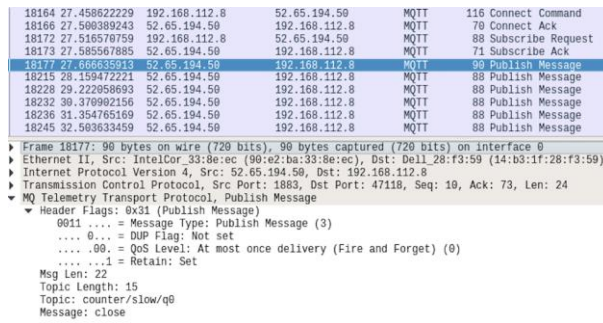 18164 27.458622229 192.168.112.8 52.65.194.50 MQTT 116 Connect Command
18166 27.500389243 52.65.194.50 192.168.112.8 MQTT 70 Connect Ack
18172 27.516570759 192.168.112.8 52.65.194.50 MQTT 88 Subscribe Request
18173 27.585567885 52.65.194.50 192.168.112.8 MQTT 71 Subscribe Ack
18177 27.666635913 52.65.194.50 192.168.112.8 MQTT 90 Publish Message
18215 28.159472221 52.65.194.50 192.168.112.8 MQTT 88 Publish Message
18228 29.222058693 52.65.194.50 192.168.112.8 MQTT 88 Publish Message
18232 30.370902156 52.65.194.50 192.168.112.8 MQTT 88 Publish Message
18236 31.354765169 52.65.194.50 192.168.112.8 MQTT 88 Publish Message
18245 32.503633459 52.65.194.50 192.168.112.8 MQTT 88 Publish Message
Frame 18177: 90 bytes on wire (720 bits), 90 bytes captured (720 bits) on interface 0
Ethernet II, Src: IntelCor_33:8e:ec (90:e2:ba:33:8e:ec), Dst: Dell_28:f3:59 (14:b3:1f:28:f3:59)
Internet Protocol Version 4, Src: 52.65.194.50, Dst: 192.168.112.8
Transmission Control Protocol, Src Port: 1883, Dst Port: 47118, Seq: 10, Ack: 73, Len: 24
MQ Telemetry Transport Protocol, Publish Message
Header Flags: 0x31 (Publish Message)
0011 .... = Message Type: Publish Message (3)
.... 0... = DUP Flag: Not set
.... .00. = QoS Level: At most once delivery (Fire and Forget) (0)
.... ...1 = Retain: Set
Msg Len: 22
Topic Length: 15
Topic: counter/slow/q0
Message: close